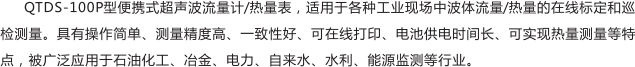 QTDS-100P型便携式超声波流量计/热量表，适用于各种工业现场中波体流量/热量的在线标定和巡
检测量。具有操作简单、测量精度高、一致性好、可在线打印、电池供电时间长、可实现热量测量等特
点，被广泛应用于石油化工、冶金、电力、自来水、水利、能源监测等行业。